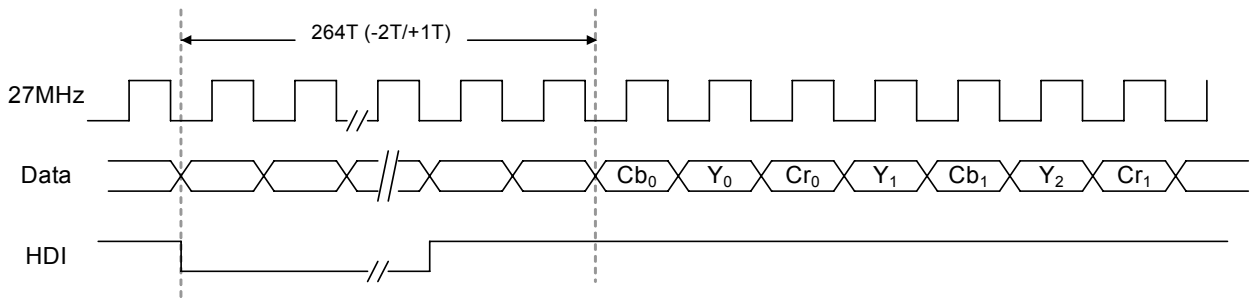 264T (-2T/+1T)
27MHz
Data Cb₀ Y₀ Cr₀ Y₁ Cb₁ Y₂ Cr₁
HDI